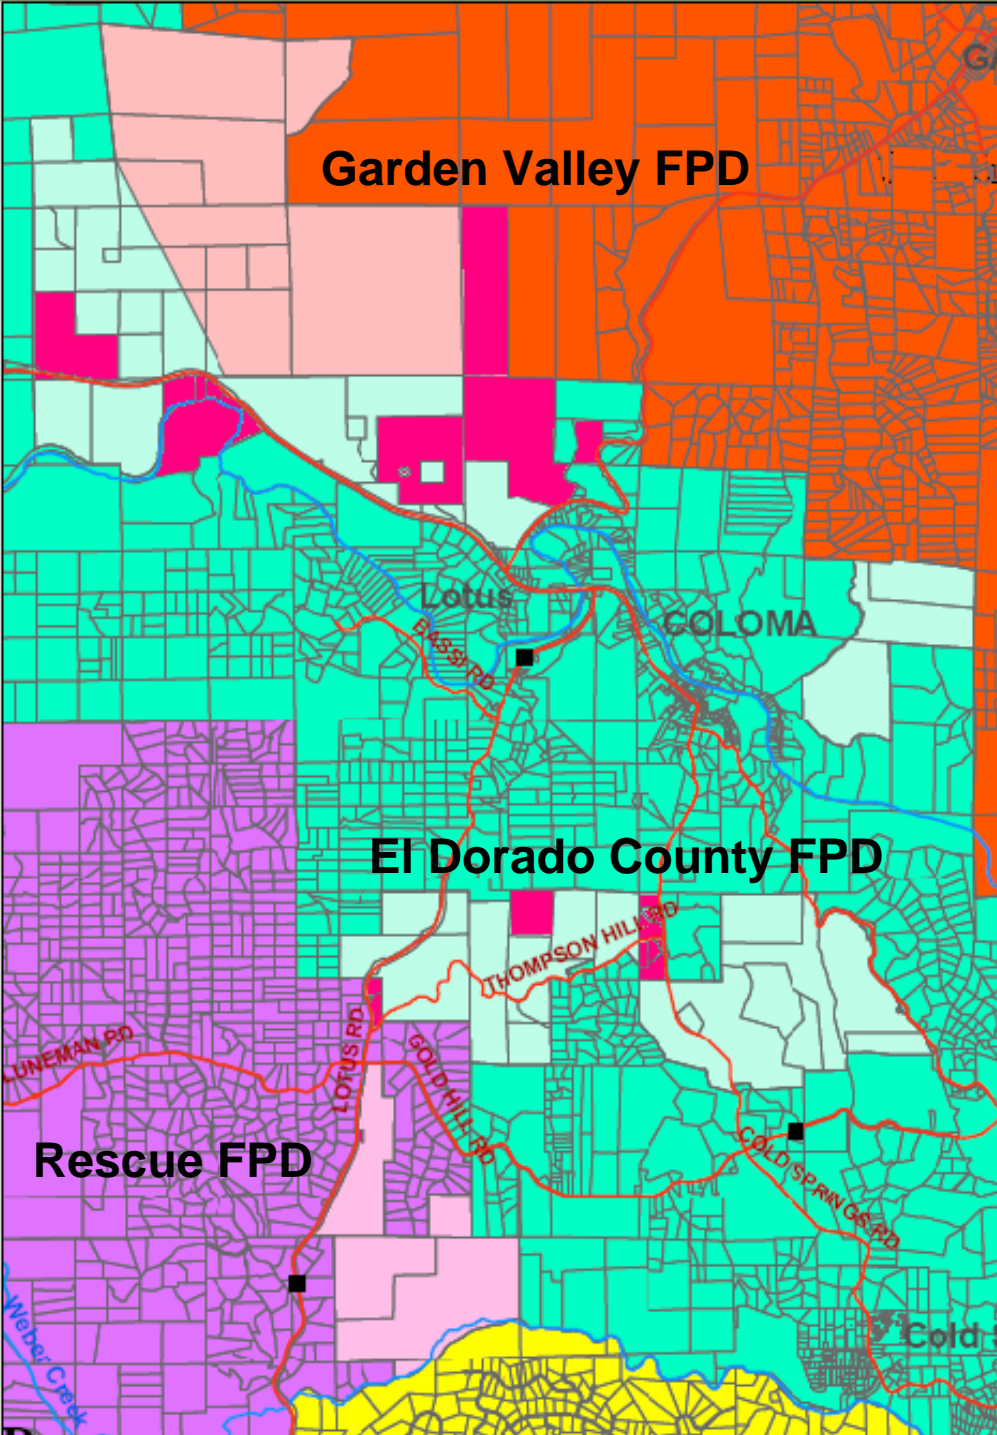 Garden Valley FPD
Lotus
COLOMA
BASSI RD
El Dorado County FPD
THOMPSON HILL RD
LUNEMAN RD
LOTUS RD
GOLD HILL RD
Rescue FPD
COLD SPRINGS RD
Weber Creek
Cold